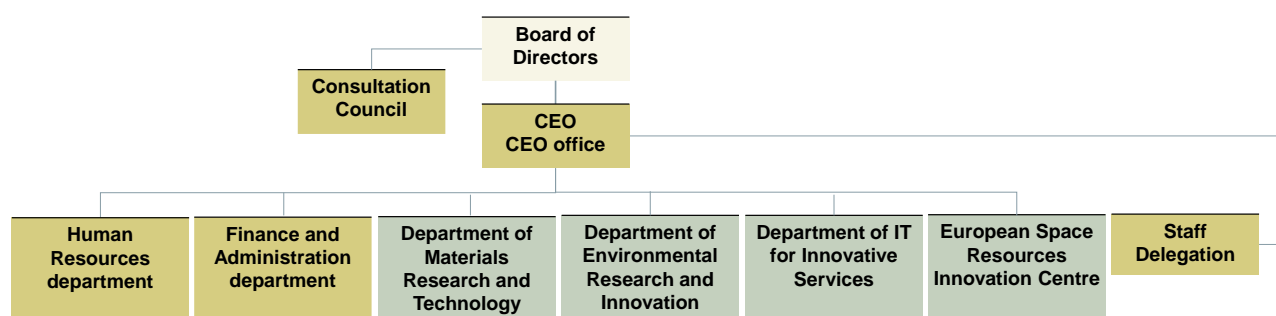 Board of
Directors
Consultation
Council
CEO
CEO office
Human
Resources
department
Finance and
Administration
department
Department of
Materials
Research and
Technology
Department of
Environmental
Research and
Innovation
Department of IT
for Innovative
Services
European Space
Resources
Innovation Centre
Staff
Delegation